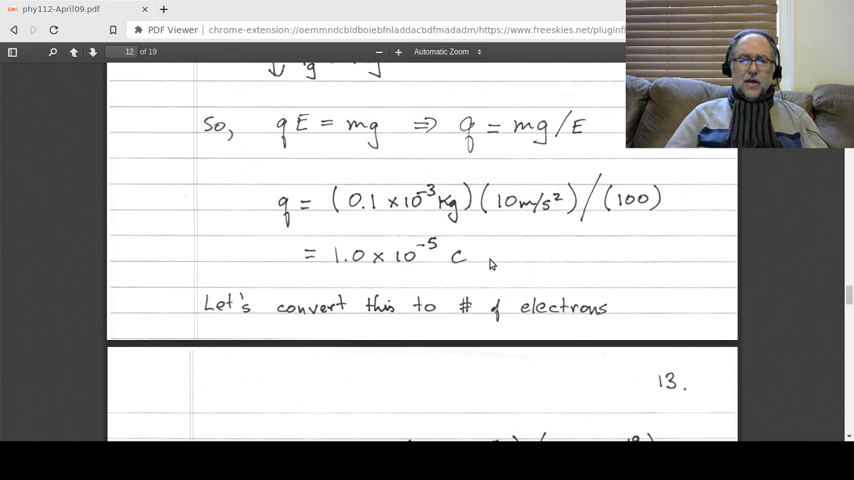 phy112-April09.pdf
PDF Viewer
chrome-extension://oemmndcbldboiebfnladdacbdfmadadm/https://www.freeskies.net/pluginfi
12 of 19
Automatic Zoom
So, qE = mg ⇒ q = mg/E
q = (0.1 × 10⁻³ Kg)(10 m/s²)/(100)
= 1.0 × 10⁻⁵ C
Let's convert this to # of electrons
13.